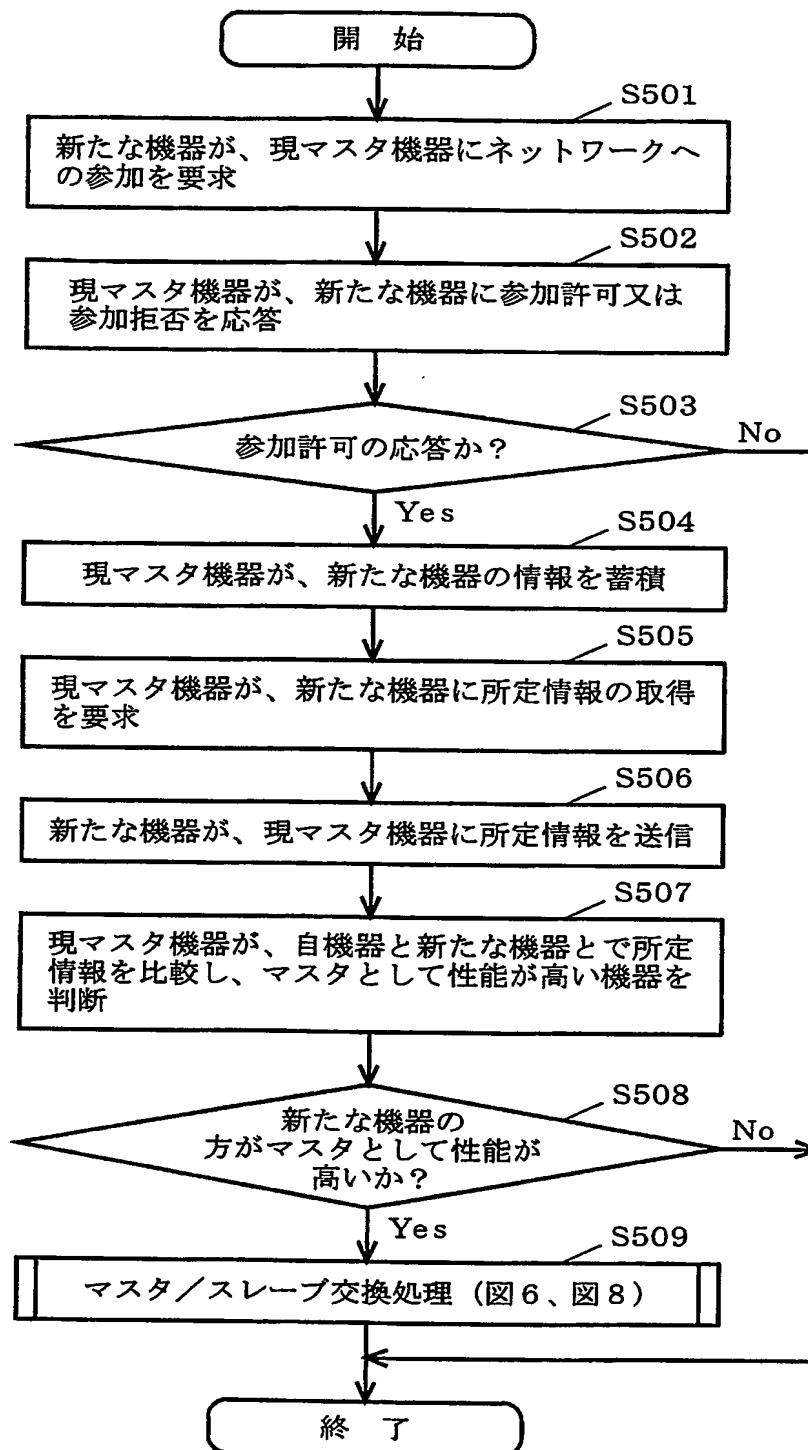 開 始
S501
新たな機器が、現マスタ機器にネットワークへ
の参加を要求
S502
現マスタ機器が、新たな機器に参加許可又は
参加拒否を応答
S503
参加許可の応答か？
No
Yes
S504
現マスタ機器が、新たな機器の情報を蓄積
S505
現マスタ機器が、新たな機器に所定情報の取得
を要求
S506
新たな機器が、現マスタ機器に所定情報を送信
S507
現マスタ機器が、自機器と新たな機器とで所定
情報を比較し、マスタとして性能が高い機器を
判断
S508
新たな機器の
方がマスタとして性能が
高いか？
No
Yes
S509
マスタ／スレーブ交換処理（図６、図８）
終 了